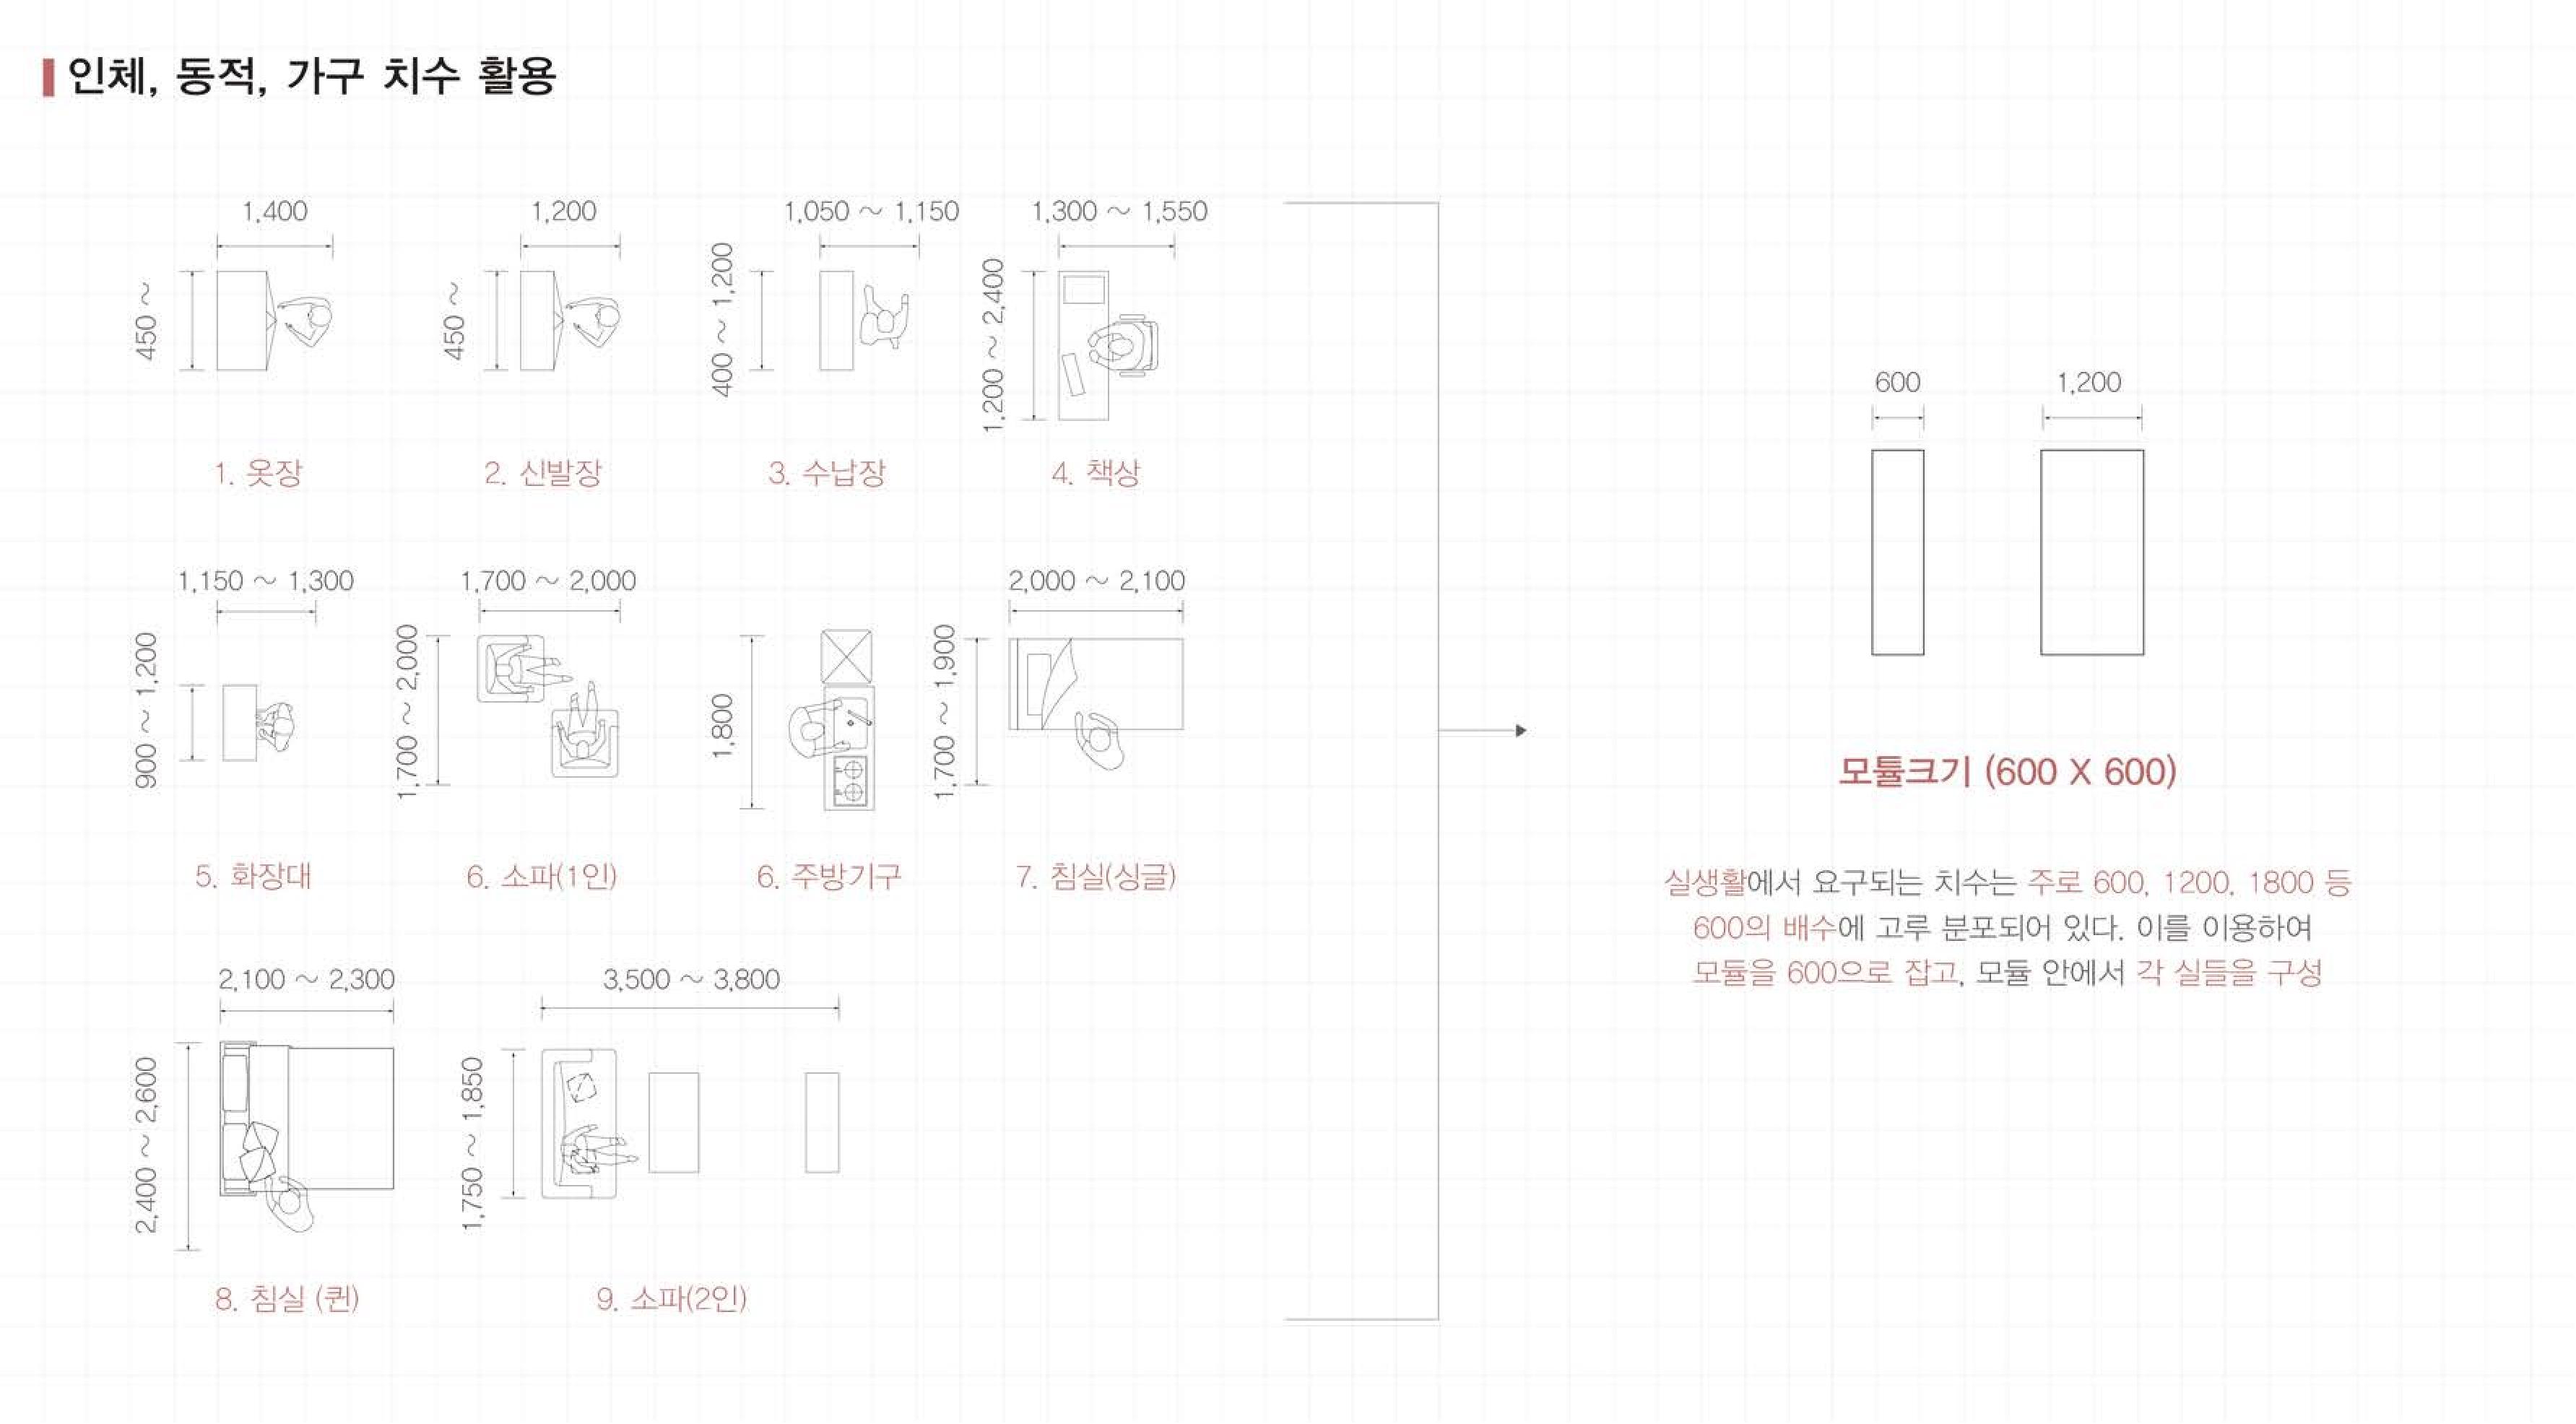 인체, 동적, 가구 치수 활용
1,400
450 ~
1. 옷장
1,200
450 ~
2. 신발장
1,050 ~ 1,150
400 ~ 1,200
3. 수납장
1,300 ~ 1,550
1,200 ~ 2,400
4. 책상
1,150 ~ 1,300
900 ~ 1,200
5. 화장대
1,700 ~ 2,000
1,700 ~ 2,000
6. 소파(1인)
1,800
6. 주방기구
2,000 ~ 2,100
1,700 ~ 1,900
7. 침실(싱글)
2,100 ~ 2,300
2,400 ~ 2,600
8. 침실 (퀸)
3,500 ~ 3,800
1,750 ~ 1,850
9. 소파(2인)
600
1,200
모듈크기 (600 X 600)
실생활에서 요구되는 치수는 주로 600, 1200, 1800 등
600의 배수에 고루 분포되어 있다. 이를 이용하여
모듈을 600으로 잡고, 모듈 안에서 각 실들을 구성